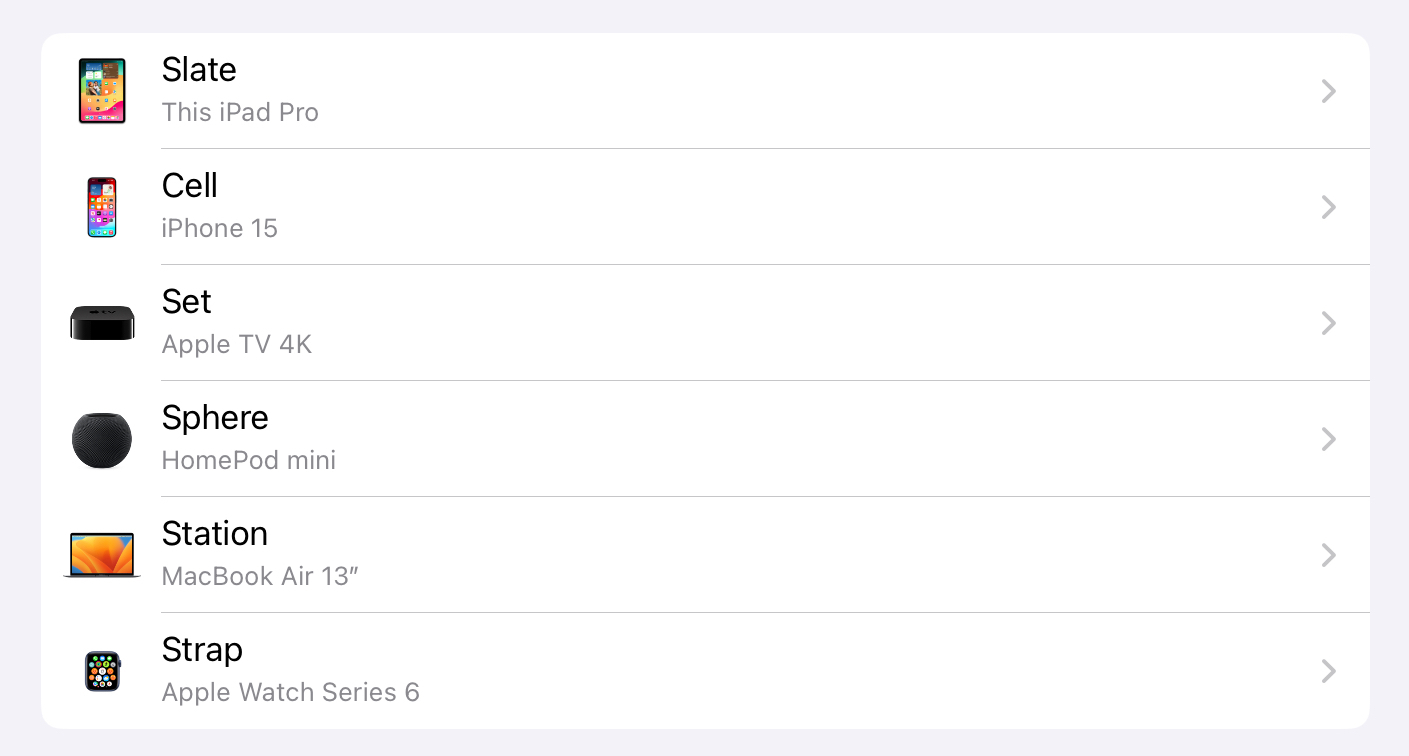 Slate
This iPad Pro
Cell
iPhone 15
Set
Apple TV 4K
Sphere
HomePod mini
Station
MacBook Air 13″
Strap
Apple Watch Series 6